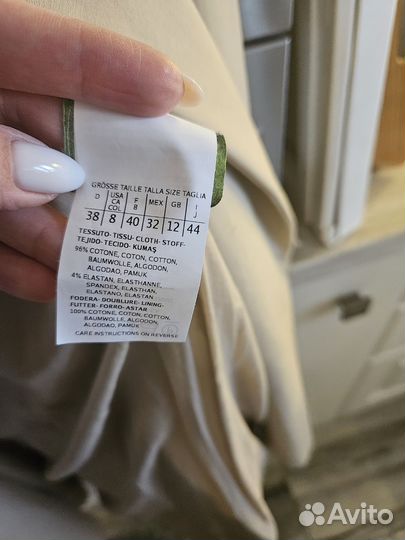 GRÖSSE TAILLE TALLA SIZE TAGLIA
D USA CA COL F B MEX GB I J
38 8 40 32 12 44
TESSUTO-TISSU-CLOTH-STOFF-
TEJIDO-TECIDO-KUMAŞ
96% COTONE, COTON, COTTON,
BAUMWOLLE, ALGODON,
ALGODAO, PAMUK
4% ELASTAN, ELASTHANNE,
SPANDEX, ELASTHAN,
ELASTANO, ELASTAN
FODERA-DOUBLURE-LINING-
FUTTER-FORRO-ASTAR
100% COTONE, COTON, COTTON,
BAUMWOLLE, ALGODON,
ALGODAO, PAMUK
CARE INSTRUCTIONS ON REVERSE
Avito